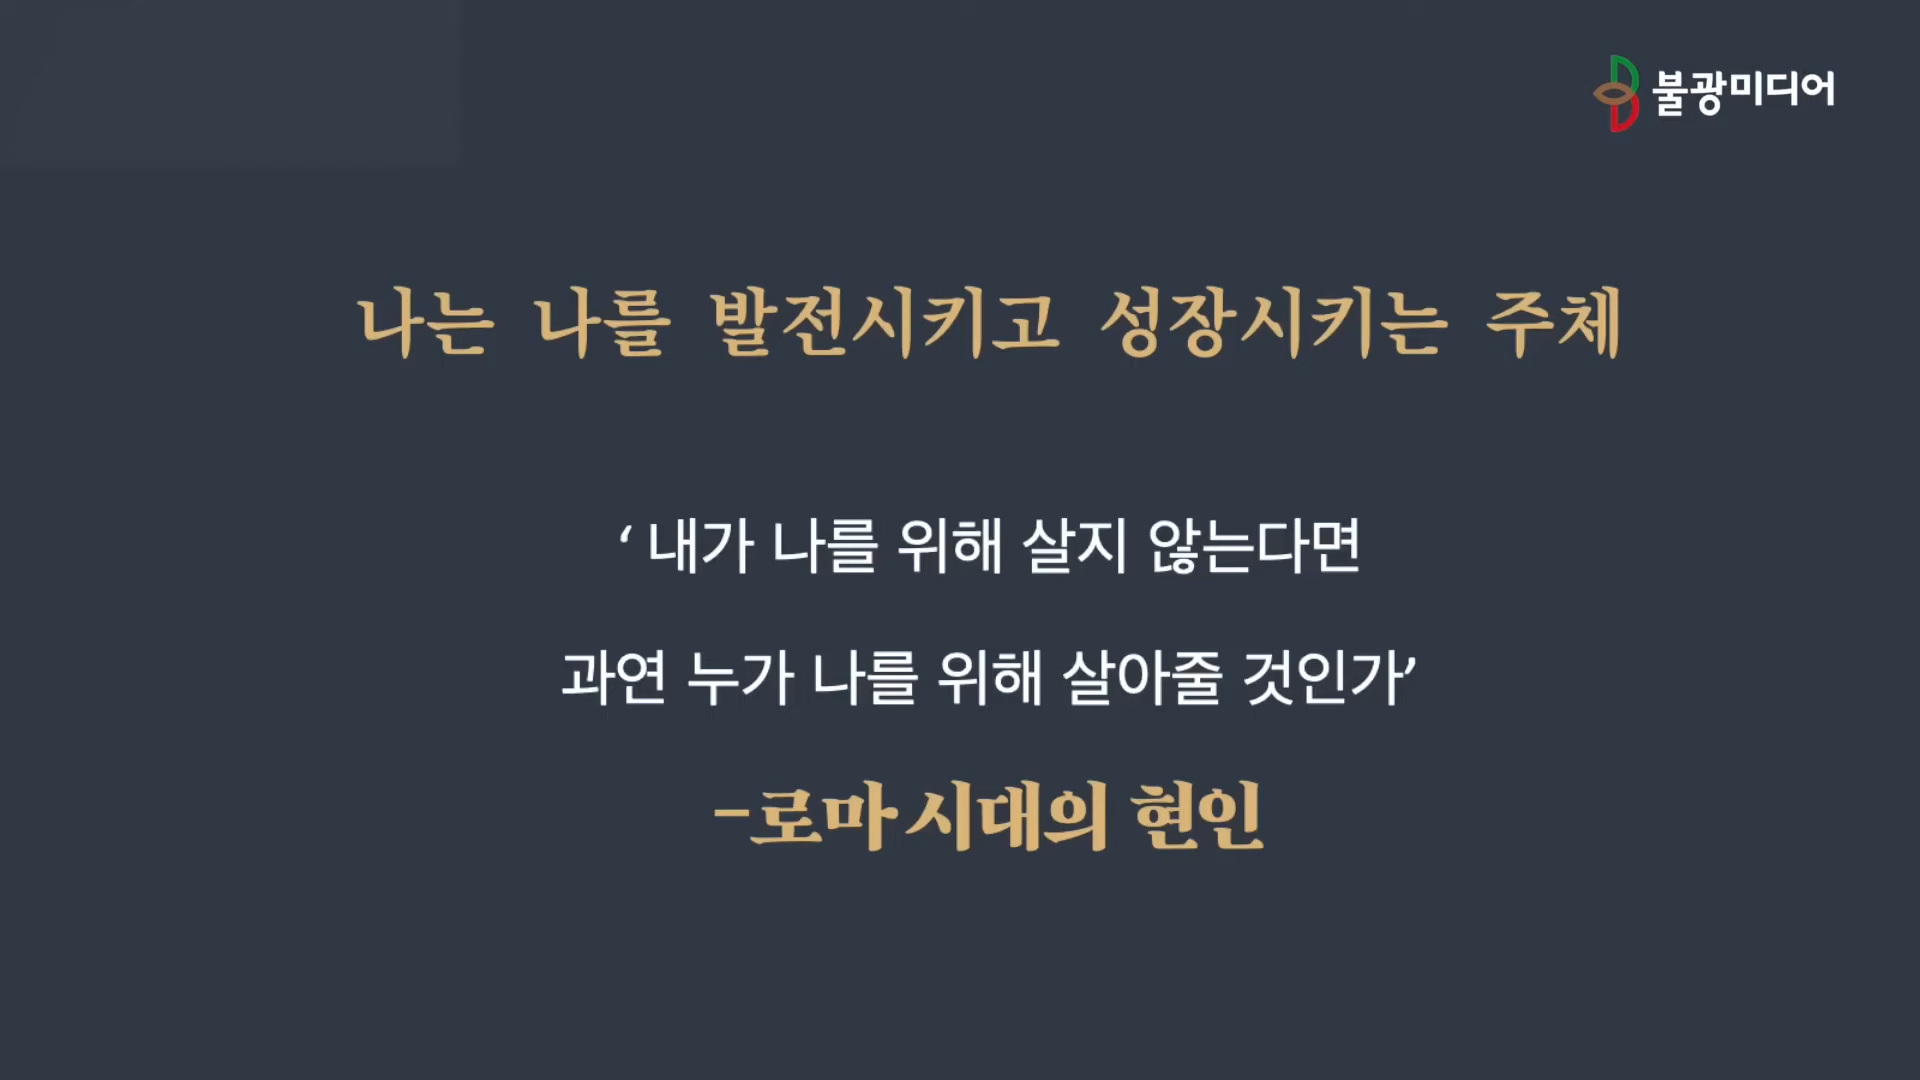 불광미디어
나는 나를 발전시키고 성장시키는 주체
‘ 내가 나를 위해 살지 않는다면
과연 누가 나를 위해 살아줄 것인가’
-로마 시대의 현인